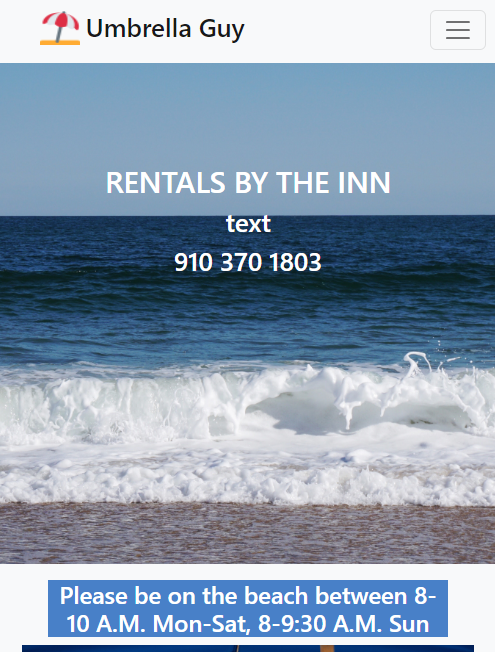 Umbrella Guy
RENTALS BY THE INN
text
910 370 1803
Please be on the beach between 8-
10 A.M. Mon-Sat, 8-9:30 A.M. Sun